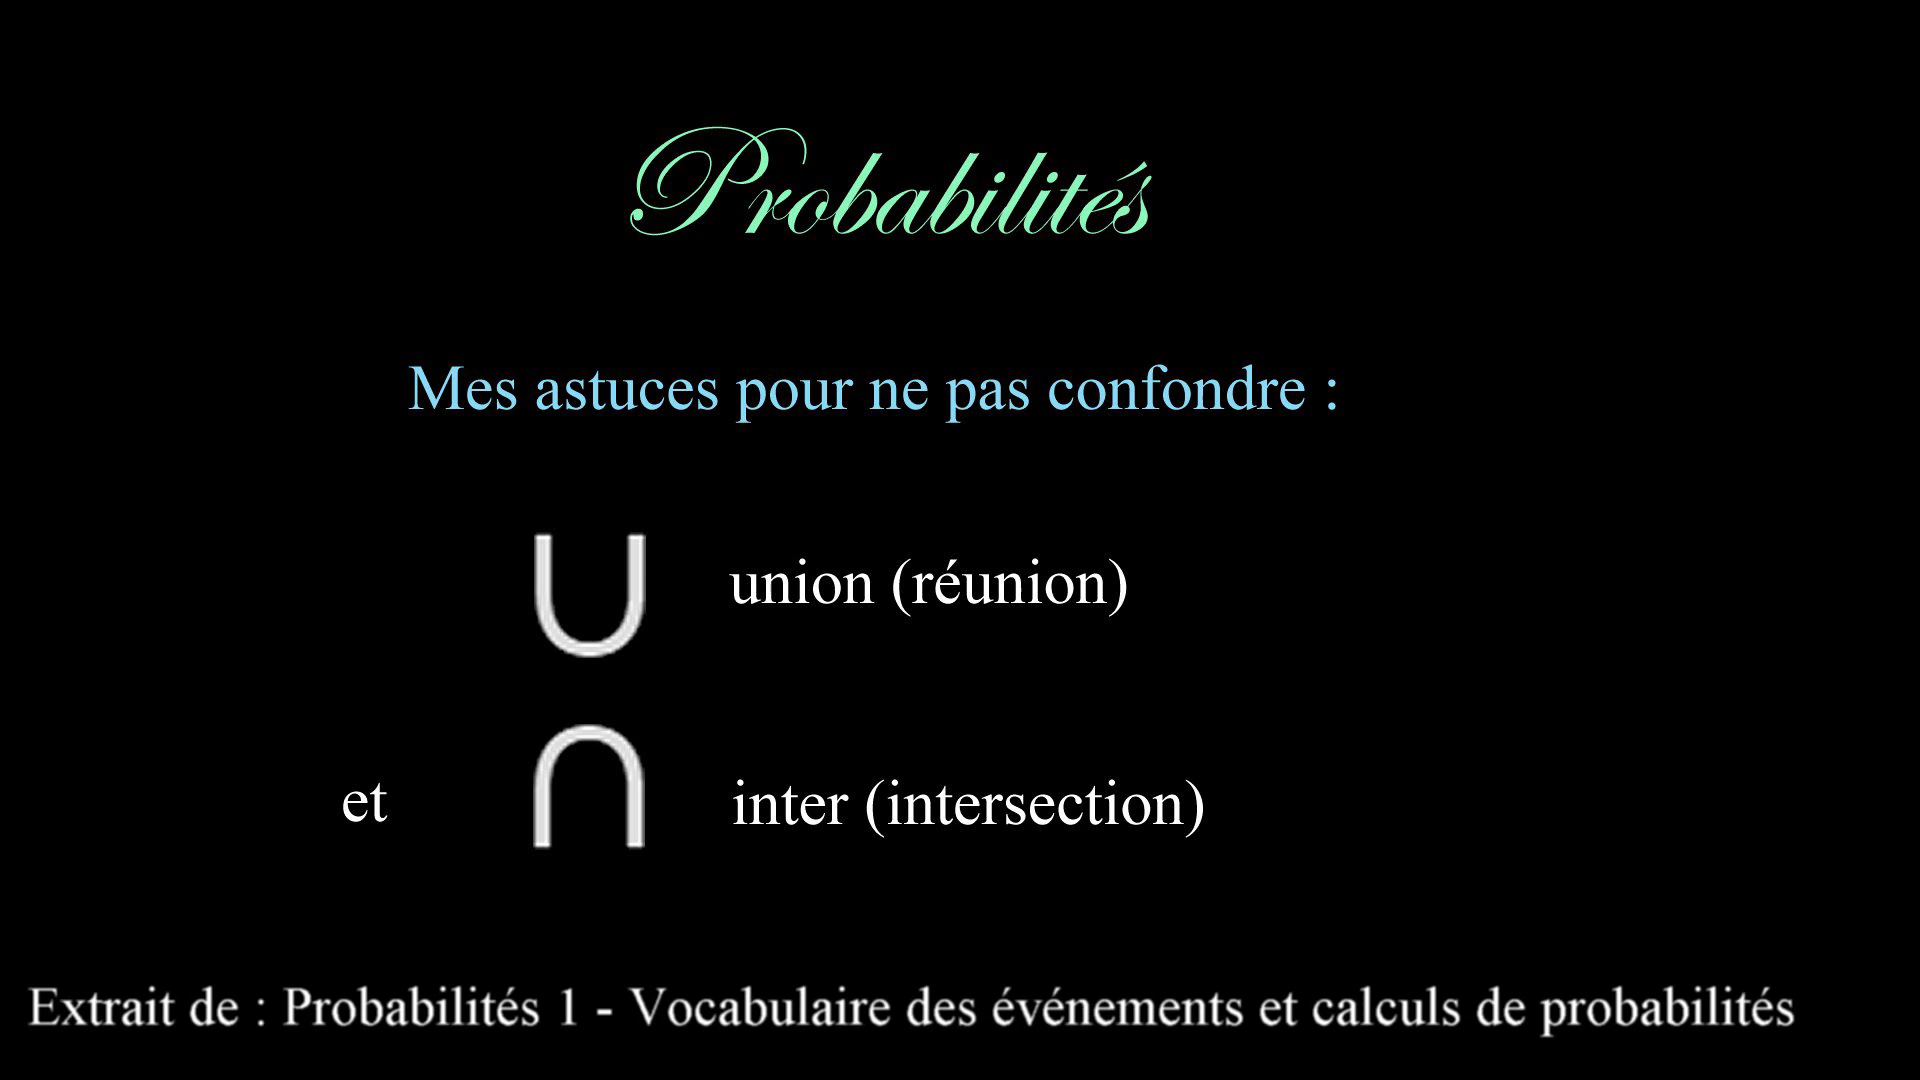 Probabilités
Mes astuces pour ne pas confondre :
∪ union (réunion)
et ∩ inter (intersection)
Extrait de : Probabilités 1 - Vocabulaire des événements et calculs de probabilités